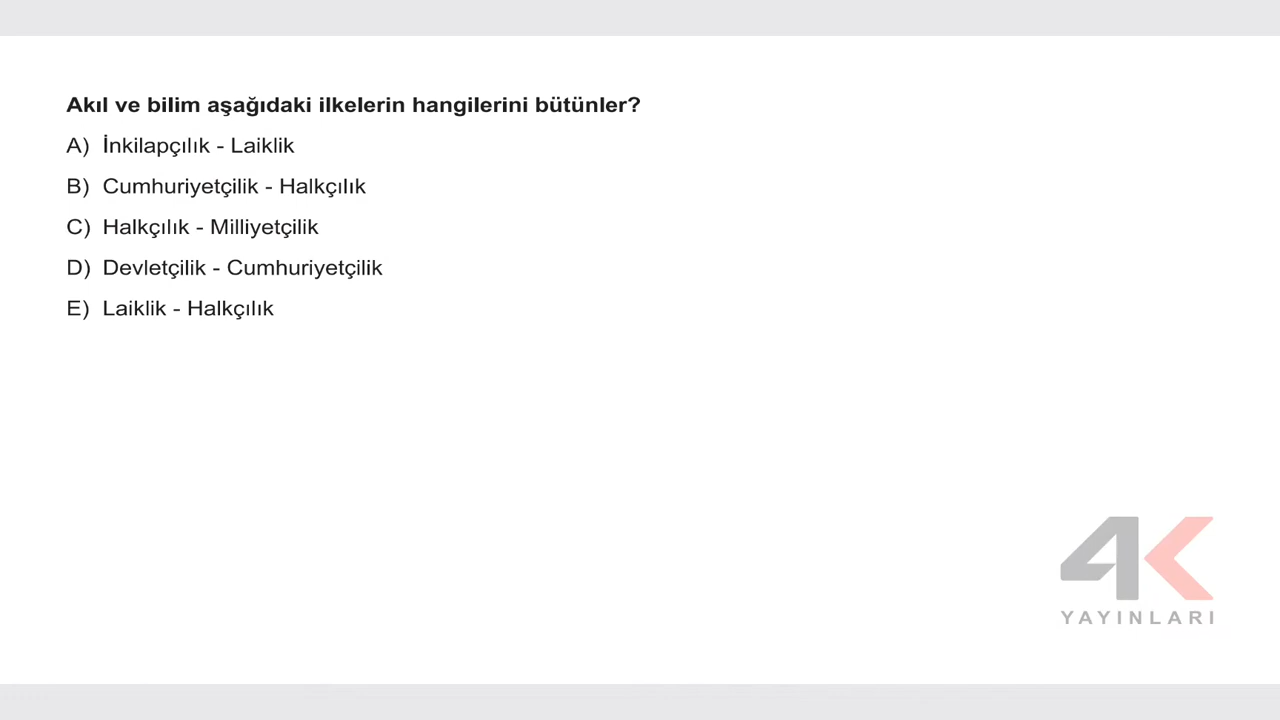 Akıl ve bilim aşağıdaki ilkelerin hangilerini bütünler?
A) İnkilapçılık - Laiklik
B) Cumhuriyetçilik - Halkçılık
C) Halkçılık - Milliyetçilik
D) Devletçilik - Cumhuriyetçilik
E) Laiklik - Halkçılık
4K
YAYINLARI